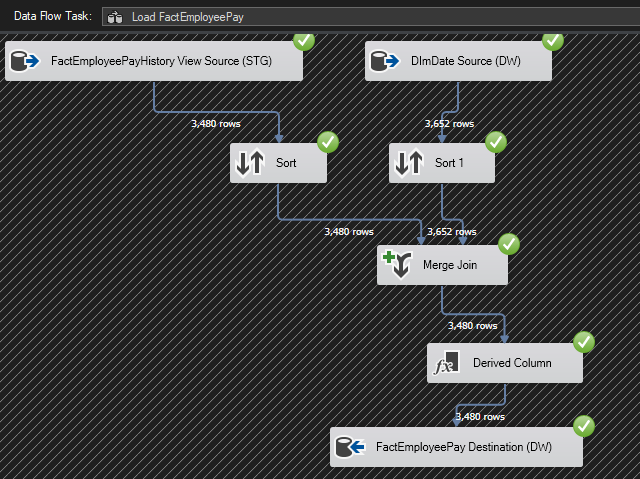 Data Flow Task: Load FactEmployeePay
FactEmployeePayHistory View Source (STG)
DImDate Source (DW)
3,480 rows
3,652 rows
Sort
Sort 1
3,480 rows
3,652 rows
Merge Join
3,480 rows
Derived Column
3,480 rows
FactEmployeePay Destination (DW)